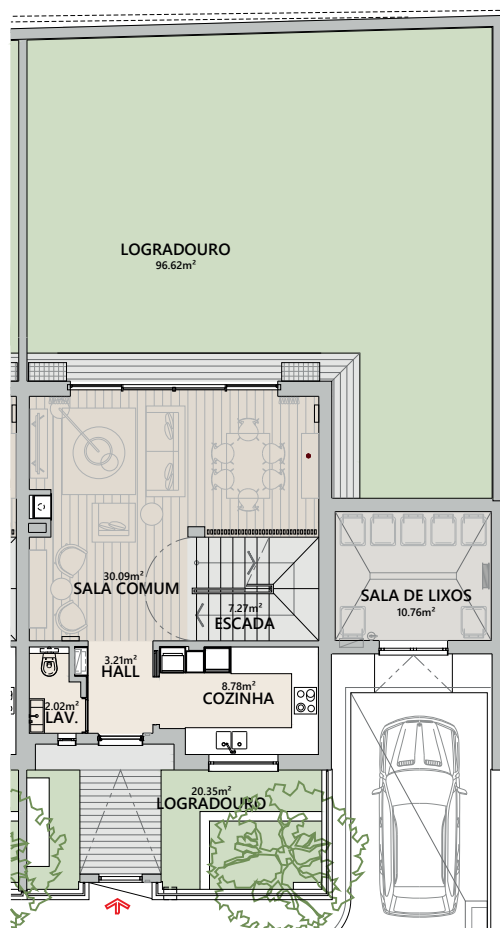 LOGRADOURO
96.62m²
30.09m²
SALA COMUM
7.27m²
ESCADA
SALA DE LIXOS
10.76m²
3.21m²
HALL
8.78m²
COZINHA
2.02m²
LAV.
20.35m²
LOGRADOURO